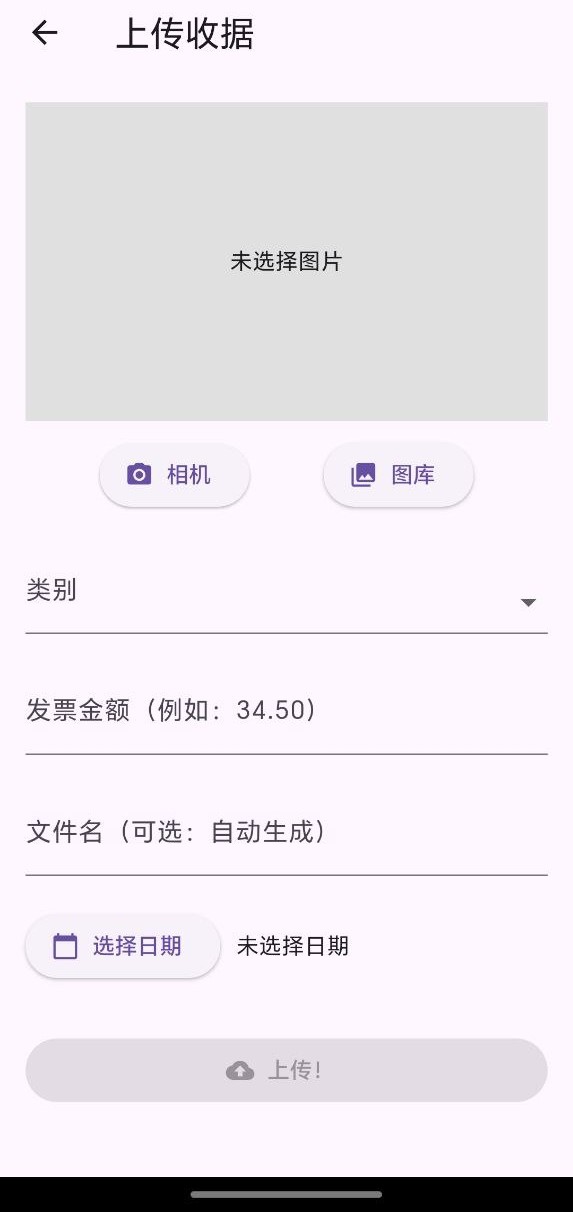 上传收据
未选择图片
相机
图库
类别
发票金额（例如：34.50）
文件名（可选：自动生成）
选择日期
未选择日期
上传！